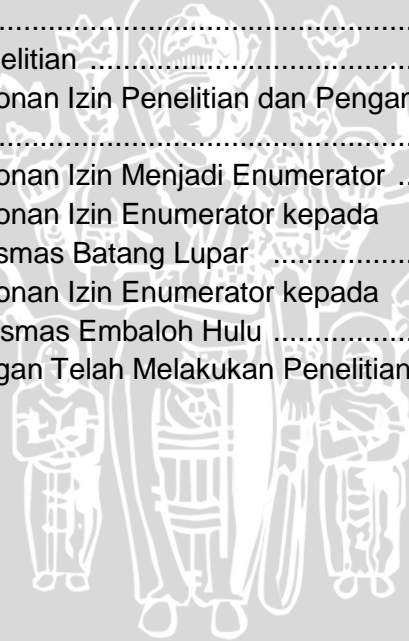 ................................................
elitian ........................................
onan Izin Penelitian dan Pengan
................................................
onan Izin Menjadi Enumerator ..
onan Izin Enumerator kepada
smas Batang Lupar ....................
onan Izin Enumerator kepada
smas Embaloh Hulu ..................
gan Telah Melakukan Penelitian